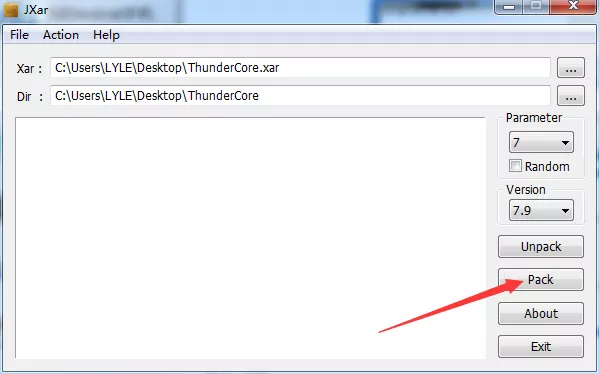 JXar
File Action Help
Xar : C:\Users\LYLE\Desktop\ThunderCore.xar ...
Dir : C:\Users\LYLE\Desktop\ThunderCore ...
Parameter
7
Random
Version
7.9
Unpack
Pack
About
Exit